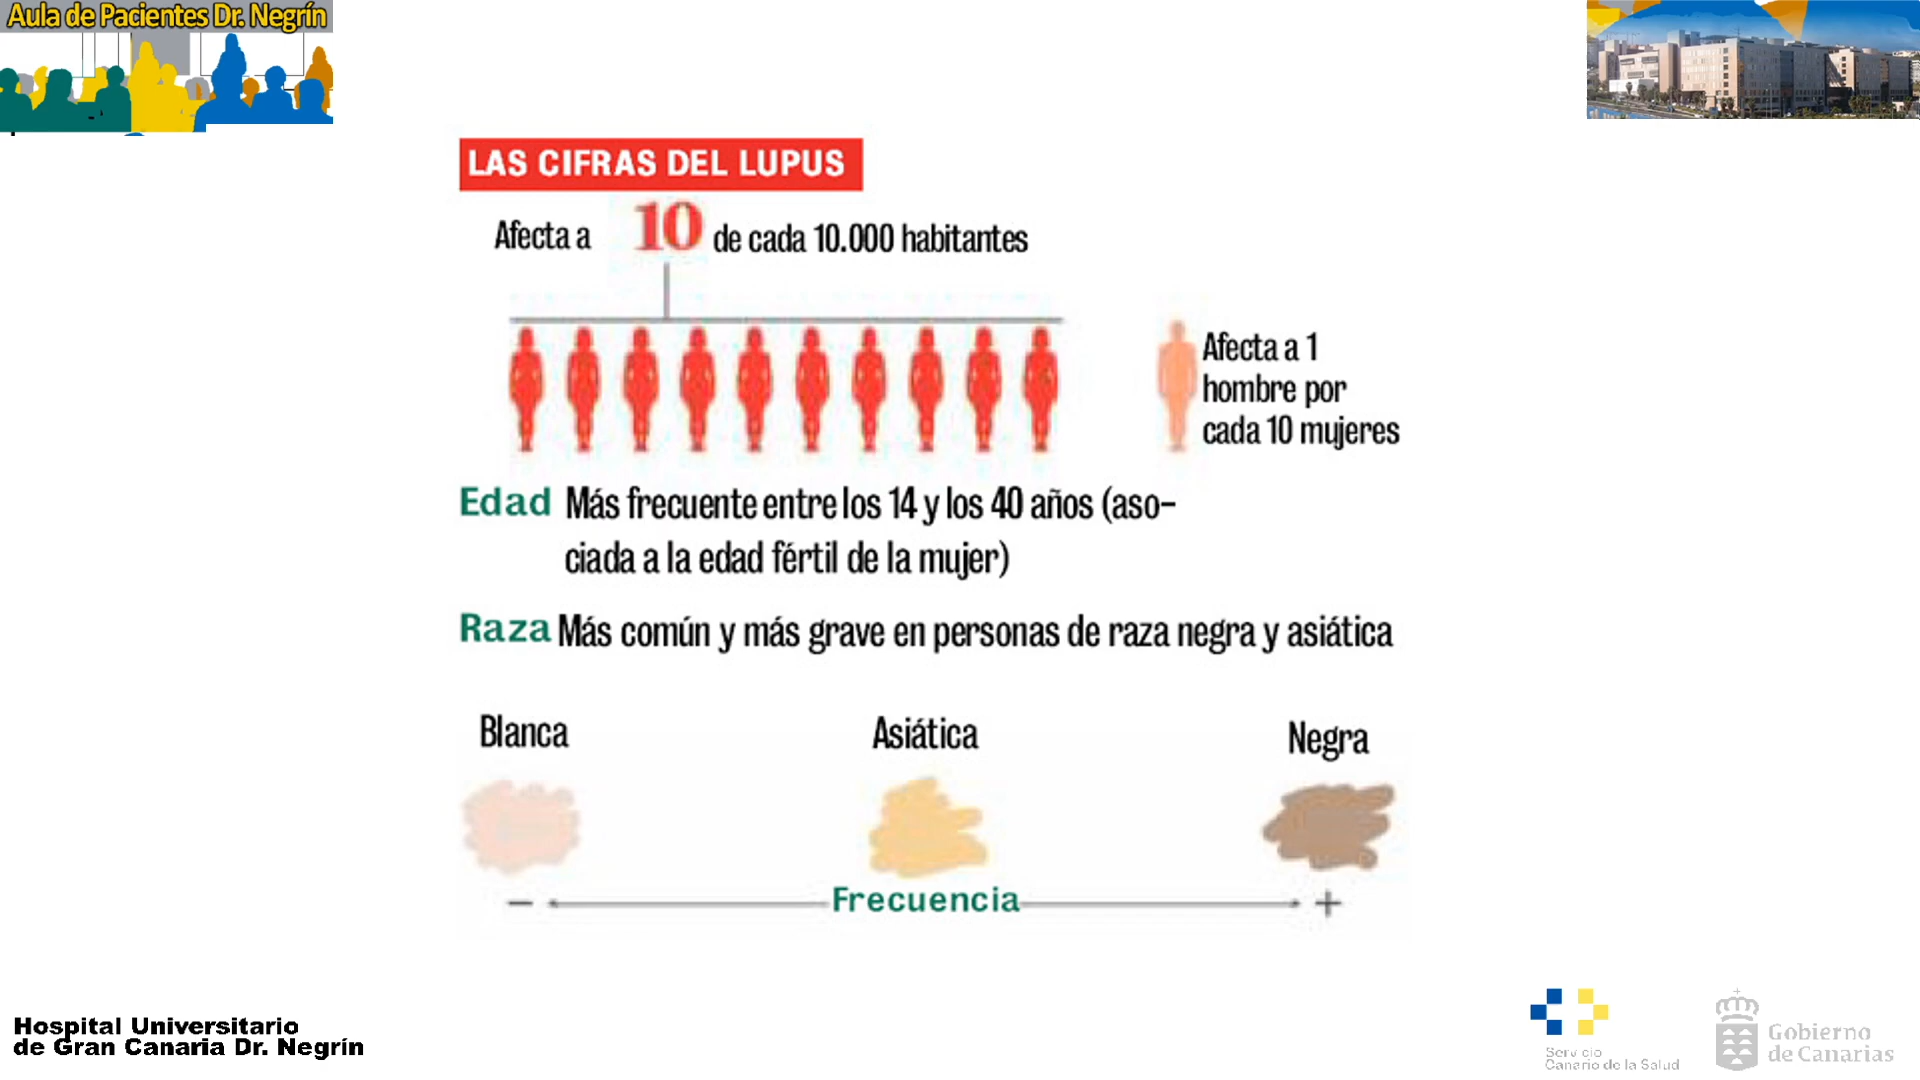 Aula de Pacientes Dr. Negrín
LAS CIFRAS DEL LUPUS
Afecta a 10 de cada 10.000 habitantes
Afecta a 1
hombre por
cada 10 mujeres
Edad Más frecuente entre los 14 y los 40 años (aso-
ciada a la edad fértil de la mujer)
Raza Más común y más grave en personas de raza negra y asiática
Blanca Asiática Negra
– Frecuencia +
Hospital Universitario
de Gran Canaria Dr. Negrín
Servicio
Canario de la Salud
Gobierno
de Canarias